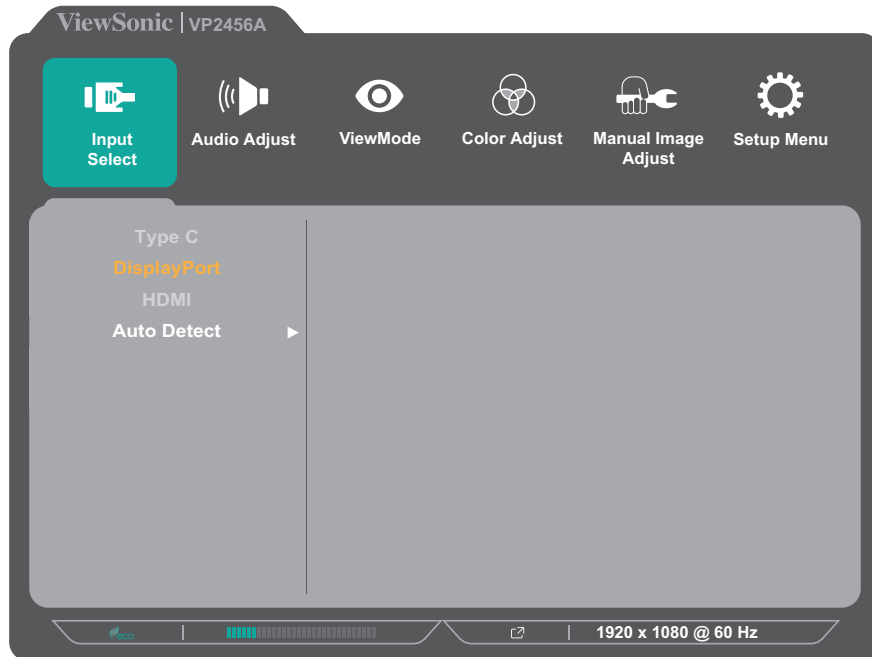 ViewSonic | VP2456A
Input
Select
Audio Adjust
ViewMode
Color Adjust
Manual Image
Adjust
Setup Menu
Type C
DisplayPort
HDMI
Auto Detect
eco
1920 x 1080 @ 60 Hz